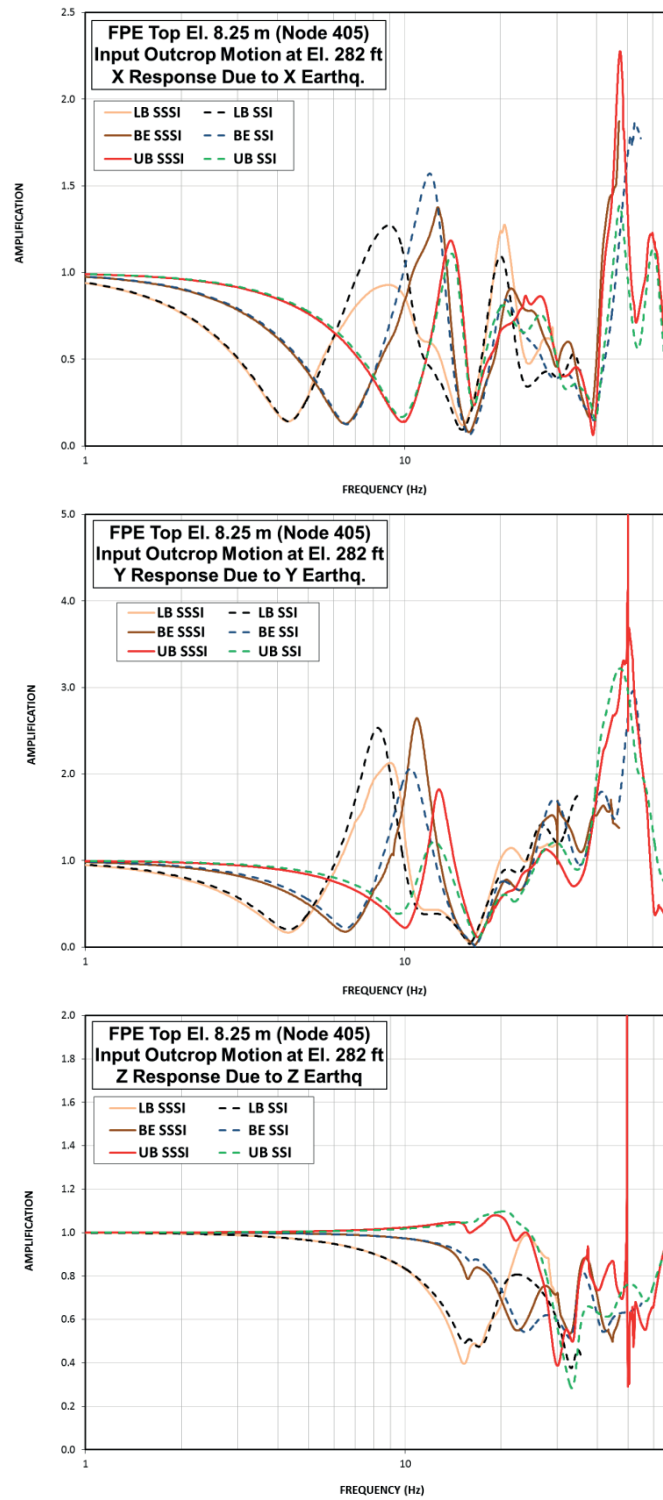 FPE Top El. 8.25 m (Node 405)
Input Outcrop Motion at El. 282 ft
X Response Due to X Earthq.
LB SSSI
LB SSI
BE SSSI
BE SSI
UB SSSI
UB SSI
AMPLIFICATION
2.5
2.0
1.5
1.0
0.5
0.0
1
10
FREQUENCY (Hz)
FPE Top El. 8.25 m (Node 405)
Input Outcrop Motion at El. 282 ft
Y Response Due to Y Earthq.
LB SSSI
LB SSI
BE SSSI
BE SSI
UB SSSI
UB SSI
AMPLIFICATION
5.0
4.0
3.0
2.0
1.0
0.0
1
10
FREQUENCY (Hz)
FPE Top El. 8.25 m (Node 405)
Input Outcrop Motion at El. 282 ft
Z Response Due to Z Earthq
LB SSSI
LB SSI
BE SSSI
BE SSI
UB SSSI
UB SSI
AMPLIFICATION
2.0
1.8
1.6
1.4
1.2
1.0
0.8
0.6
0.4
0.2
0.0
1
10
FREQUENCY (Hz)